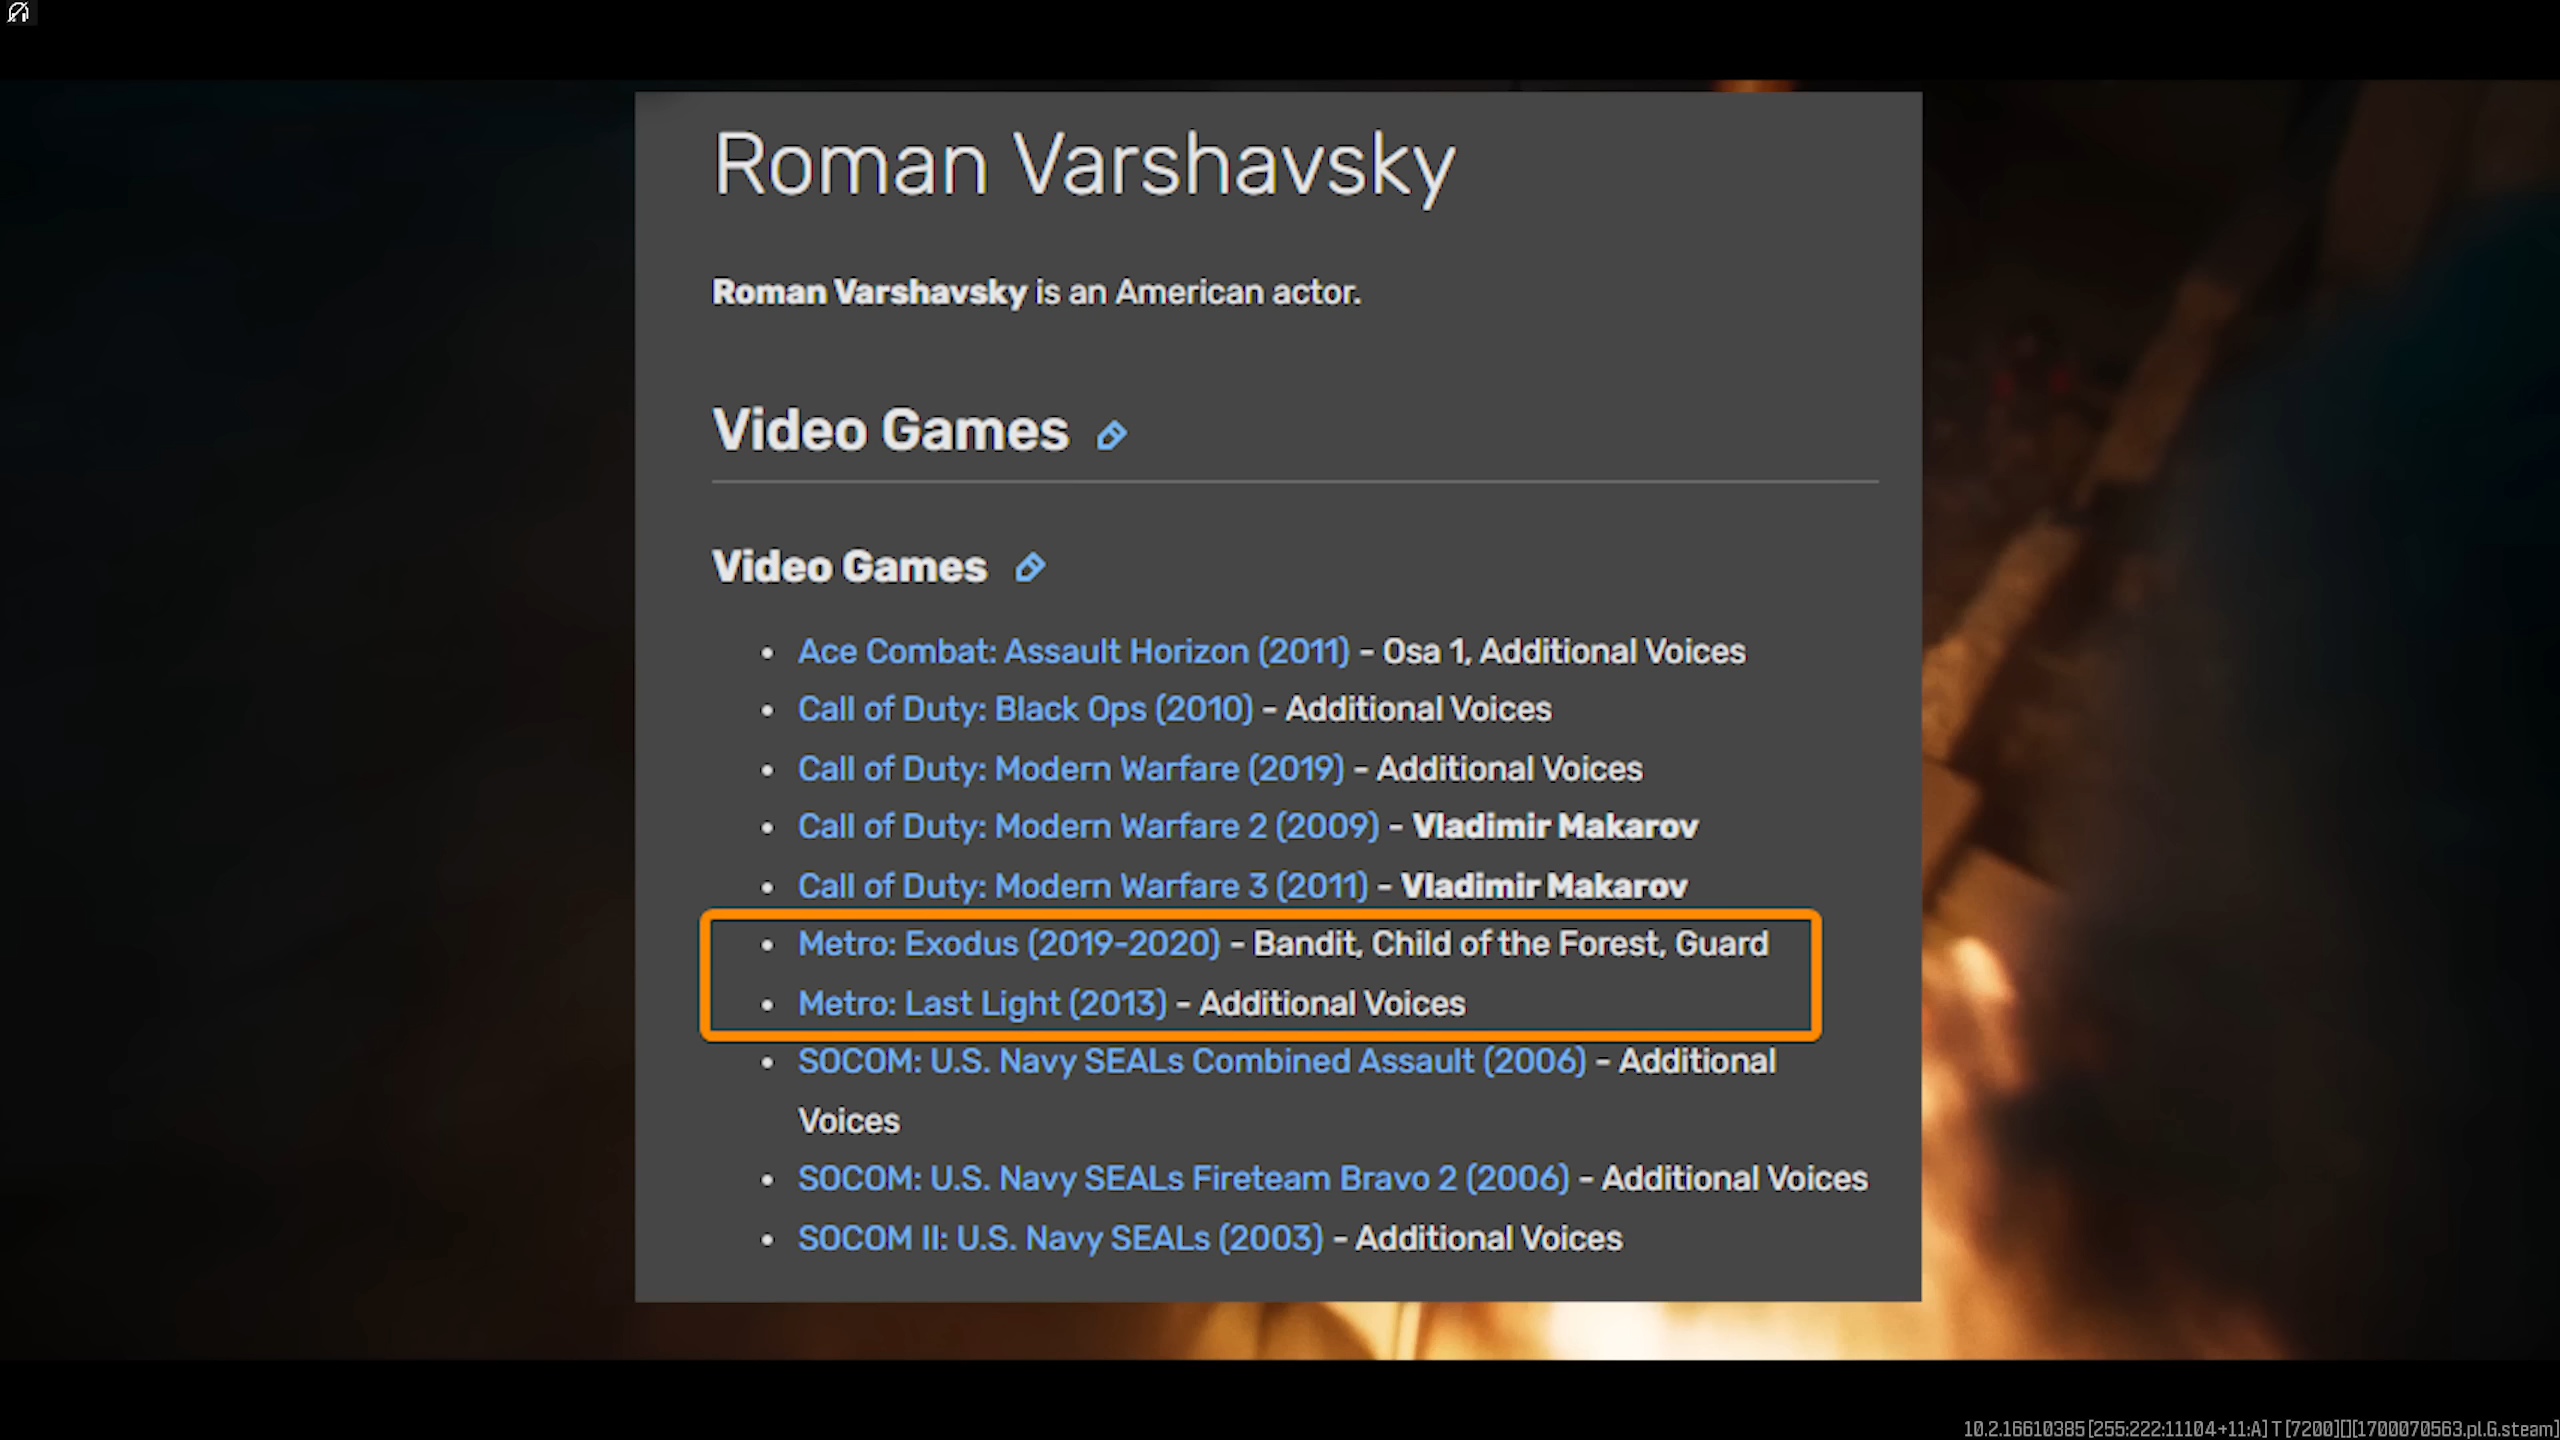 Roman Varshavsky
Roman Varshavsky is an American actor.
Video Games
Video Games
• Ace Combat: Assault Horizon (2011) - Osa 1, Additional Voices
• Call of Duty: Black Ops (2010) - Additional Voices
• Call of Duty: Modern Warfare (2019) - Additional Voices
• Call of Duty: Modern Warfare 2 (2009) - Vladimir Makarov
• Call of Duty: Modern Warfare 3 (2011) - Vladimir Makarov
• Metro: Exodus (2019-2020) - Bandit, Child of the Forest, Guard
• Metro: Last Light (2013) - Additional Voices
• SOCOM: U.S. Navy SEALs Combined Assault (2006) - Additional
Voices
• SOCOM: U.S. Navy SEALs Fireteam Bravo 2 (2006) - Additional Voices
• SOCOM II: U.S. Navy SEALs (2003) - Additional Voices
10.2.16610385 [255:222:11104+11:A] T [7200][][1700070563.pl.G.steam]